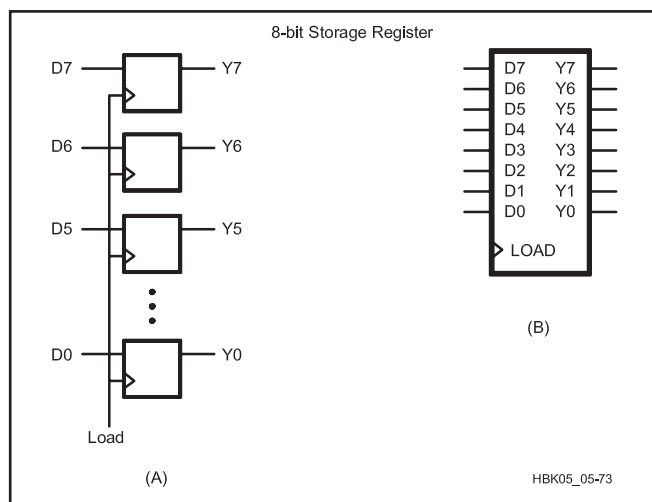 8-bit Storage Register
D7 Y7
D6 Y6
D5 Y5
D0 Y0
Load
(A)
D7 Y7
D6 Y6
D5 Y5
D4 Y4
D3 Y3
D2 Y2
D1 Y1
D0 Y0
LOAD
(B)
HBK05_05-73